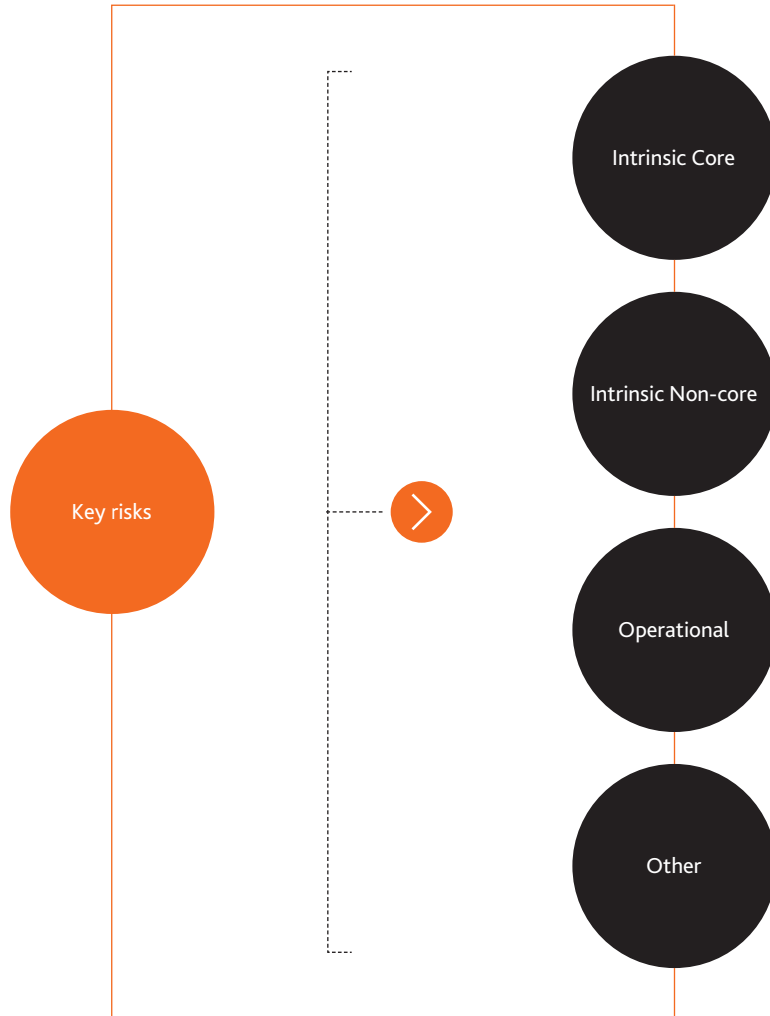 Key risks
Intrinsic Core
Intrinsic Non-core
Operational
Other